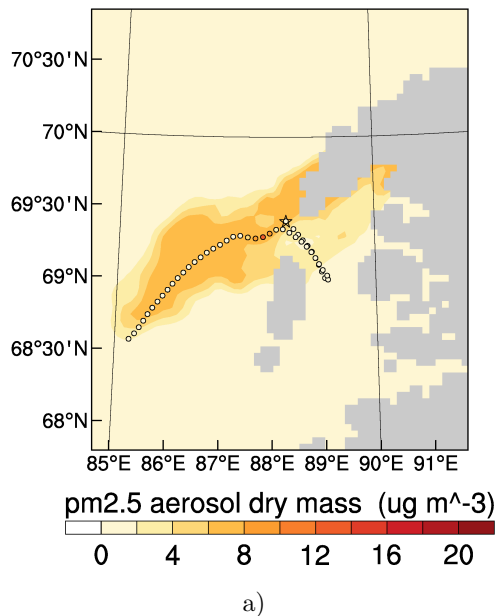 70°30'N
70°N
69°30'N
69°N
68°30'N
68°N
85°E 86°E 87°E 88°E 89°E 90°E 91°E
pm2.5 aerosol dry mass (ug m^-3)
0 4 8 12 16 20
a)